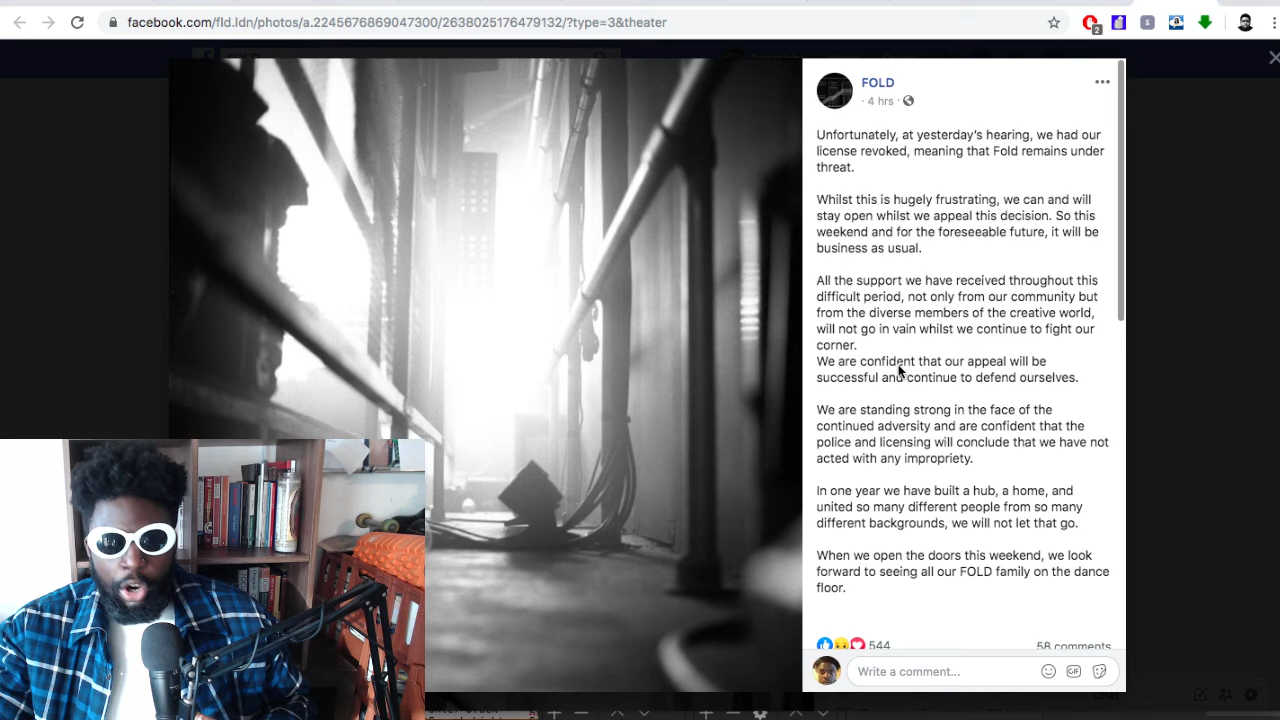 facebook.com/fld.ldn/photos/a.2245676869047300/2638025176479132/?type=3&theater
2
FOLD
4 hrs ·
Unfortunately, at yesterday's hearing, we had our
license revoked, meaning that Fold remains under
threat.
Whilst this is hugely frustrating, we can and will
stay open whilst we appeal this decision. So this
weekend and for the foreseeable future, it will be
business as usual.
All the support we have received throughout this
difficult period, not only from our community but
from the diverse members of the creative world,
will not go in vain whilst we continue to fight our
corner.
We are confident that our appeal will be
successful and continue to defend ourselves.
We are standing strong in the face of the
continued adversity and are confident that the
police and licensing will conclude that we have not
acted with any impropriety.
In one year we have built a hub, a home, and
united so many different people from so many
different backgrounds, we will not let that go.
When we open the doors this weekend, we look
forward to seeing all our FOLD family on the dance
floor.
544
58 comments
Write a comment...
GIF
Chat